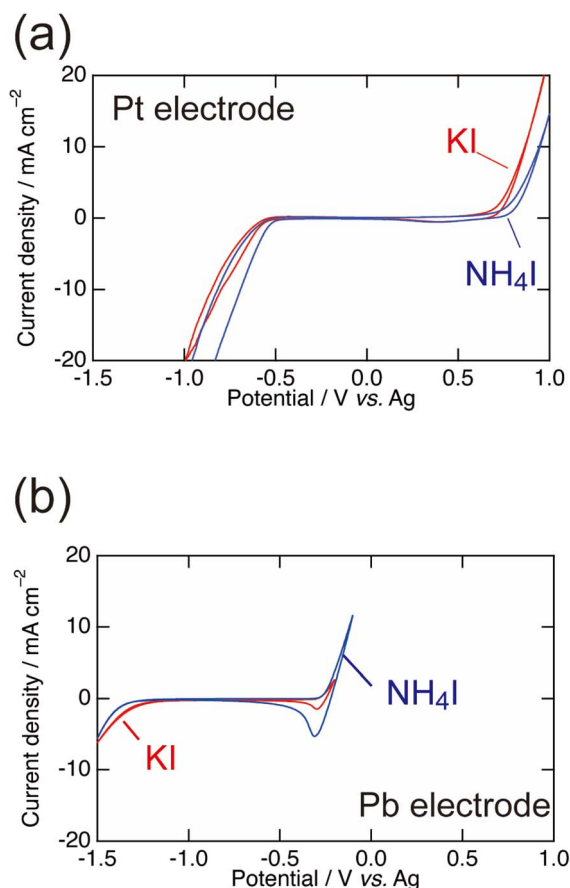 (a)
Pt electrode
KI
NH4I
Current density / mA cm−2
20
10
0
-10
-20
-1.5 -1.0 -0.5 0.0 0.5 1.0
Potential / V vs. Ag
(b)
NH4I
KI
Pb electrode
Current density / mA cm−2
20
10
0
-10
-20
-1.5 -1.0 -0.5 0.0 0.5 1.0
Potential / V vs. Ag